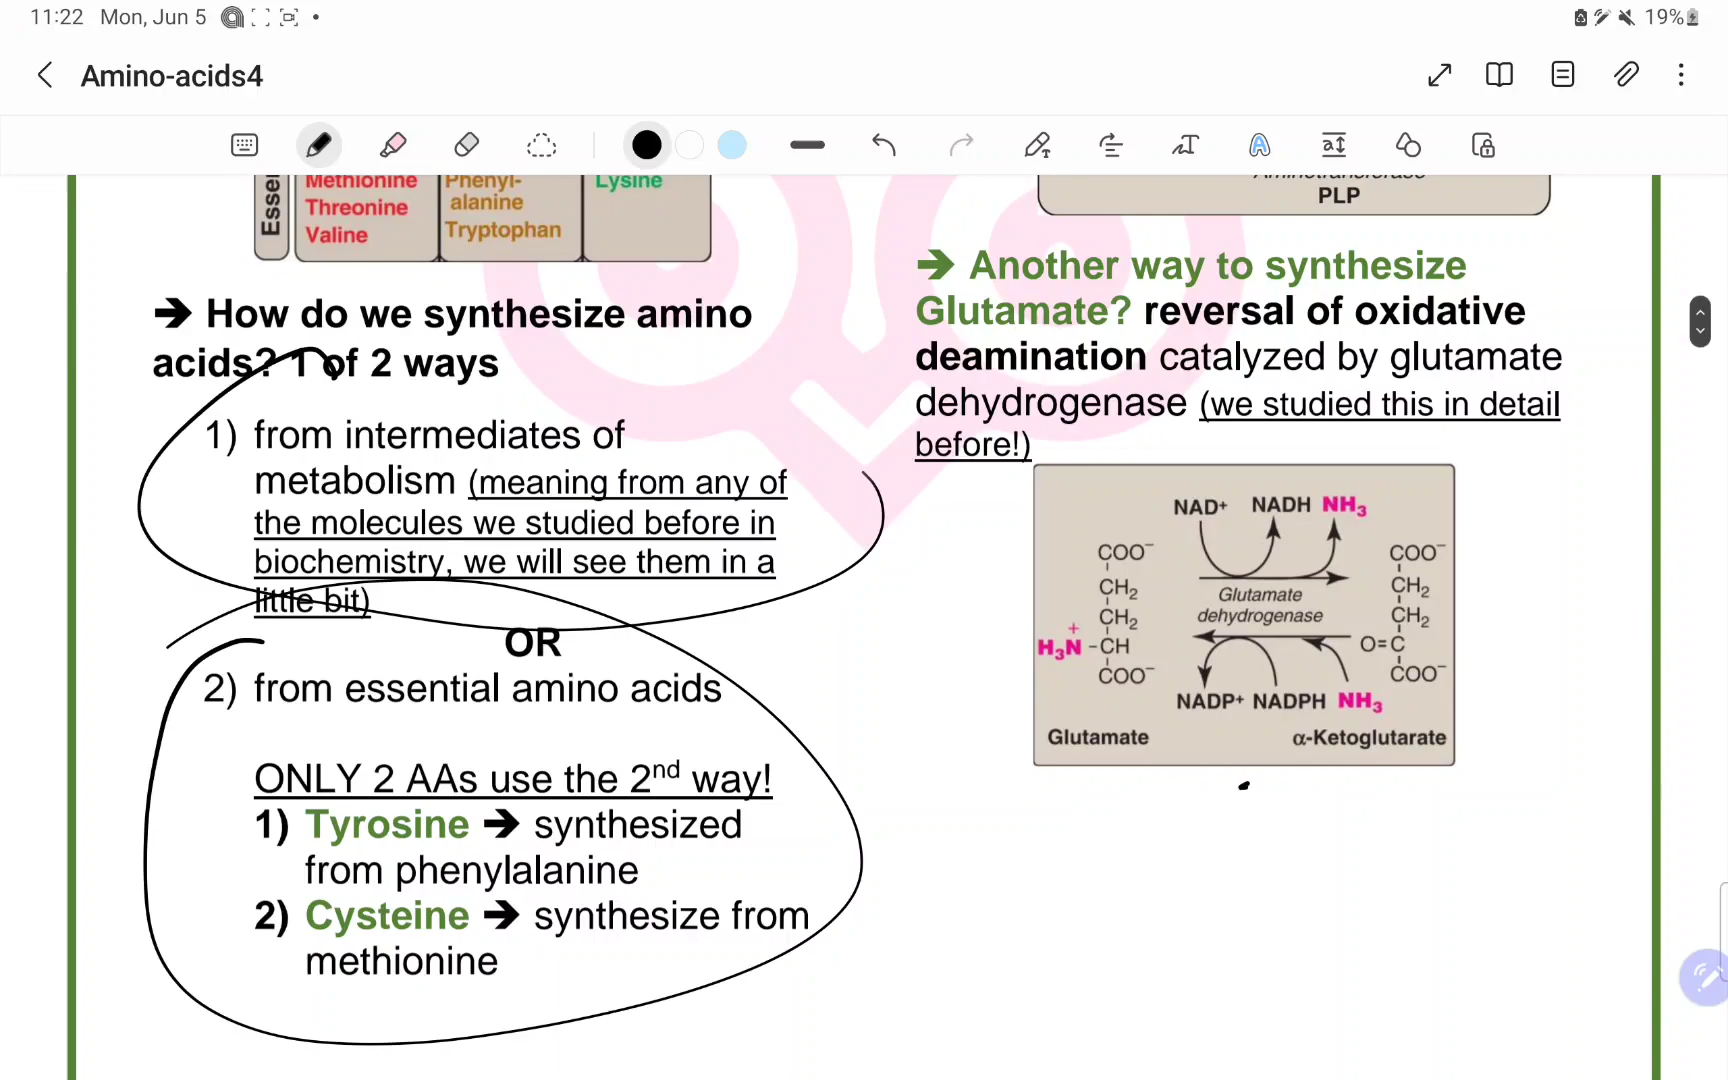 11:22 Mon, Jun 5
19%
Amino-acids4
Esse
Methionine
Threonine
Valine
Phenyl-
alanine
Tryptophan
Lysine
➔ How do we synthesize amino
acids? 1 of 2 ways
1) from intermediates of
metabolism (meaning from any of
the molecules we studied before in
biochemistry, we will see them in a
little bit)
OR
2) from essential amino acids
ONLY 2 AAs use the 2nd way!
1) Tyrosine ➔ synthesized
from phenylalanine
2) Cysteine ➔ synthesize from
methionine
Aminotransferase
PLP
➔ Another way to synthesize
Glutamate? reversal of oxidative
deamination catalyzed by glutamate
dehydrogenase (we studied this in detail
before!)
NAD+ NADH NH3
COO⁻
CH2
CH2
H3N+ -CH
COO⁻
Glutamate
Glutamate
dehydrogenase
NADP+ NADPH NH3
COO⁻
CH2
CH2
O=C
COO⁻
α-Ketoglutarate